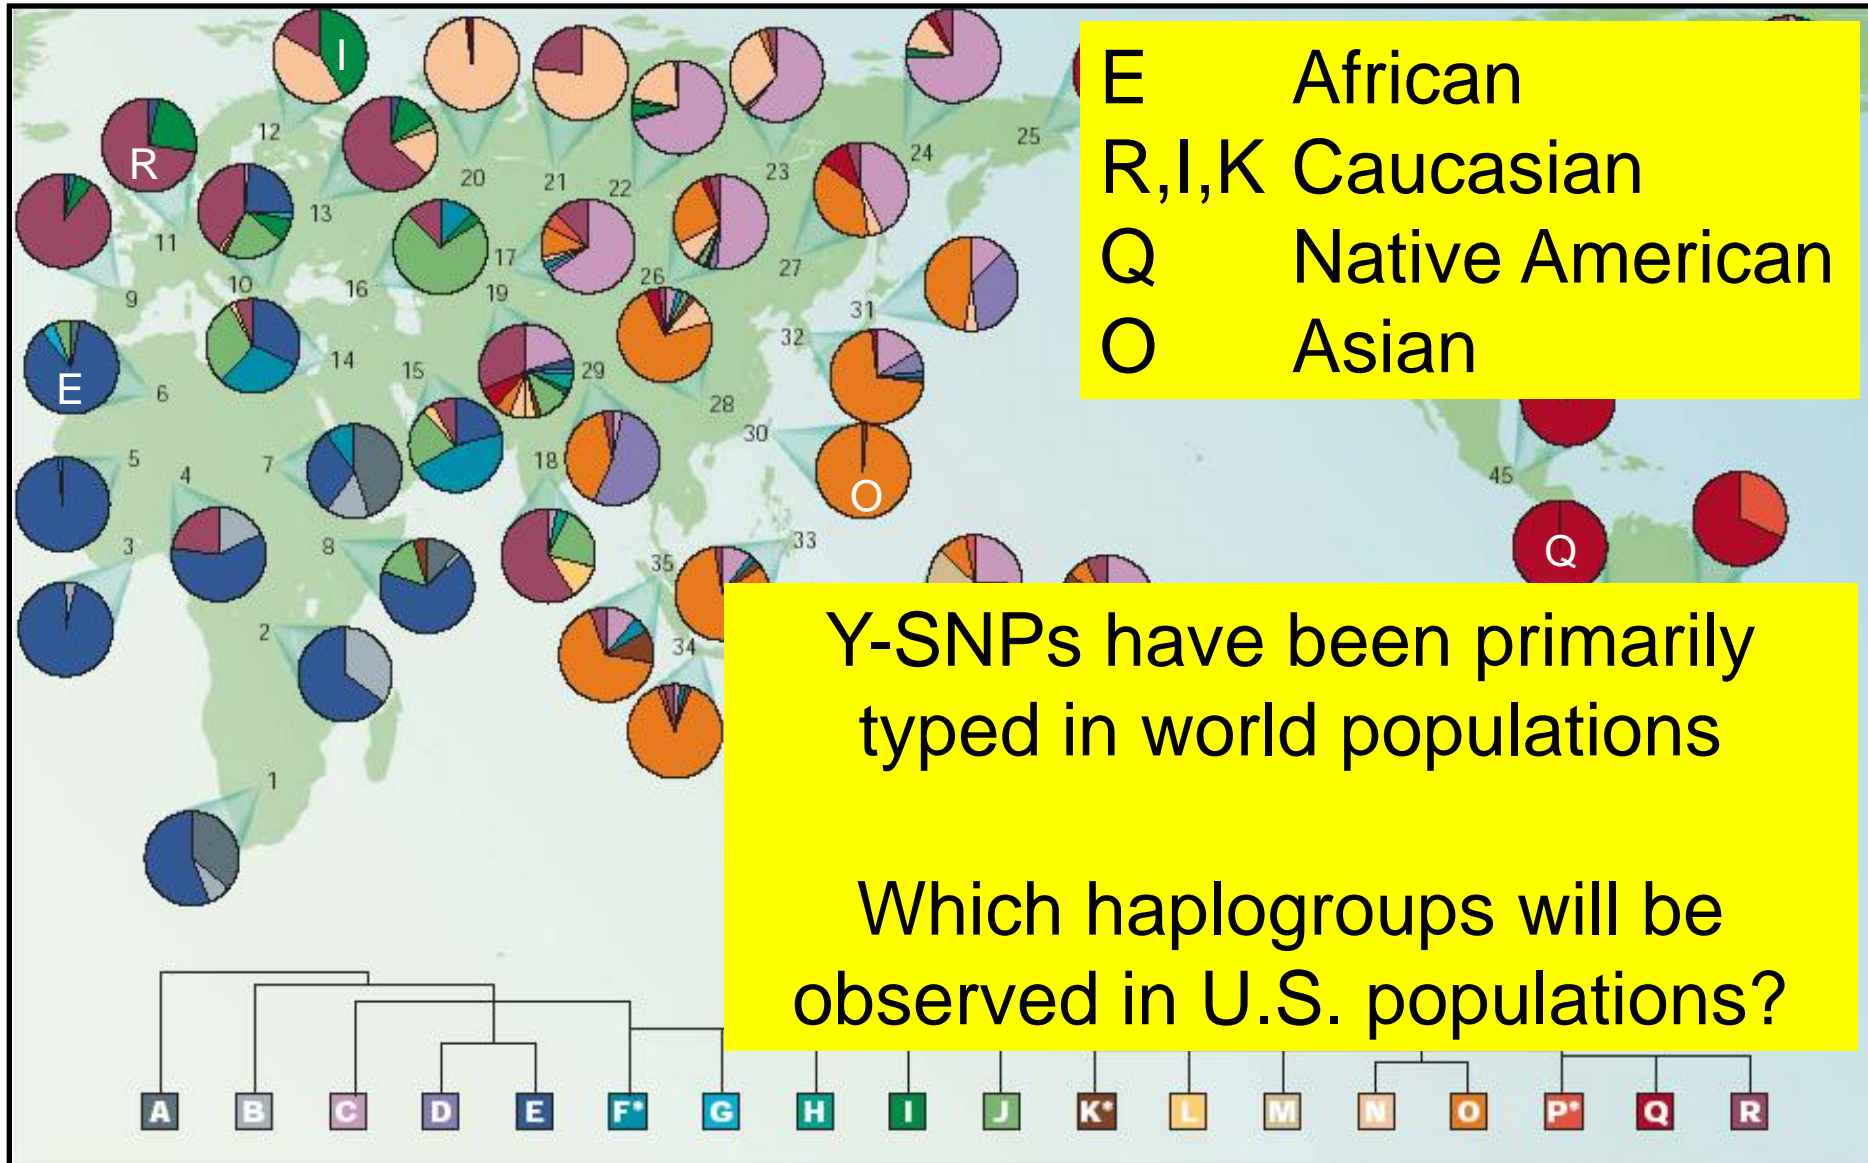 E African
R,I,K Caucasian
Q Native American
O Asian
I
R
E
O
Q
12
13
20
21
22
23
24
25
11
9
10
16
17
19
26
27
31
32
14
15
6
29
28
30
5
4
7
18
45
3
8
33
35
2
34
1
Y-SNPs have been primarily
typed in world populations
Which haplogroups will be
observed in U.S. populations?
A B C D E F* G H I J K* L M N O P* Q R